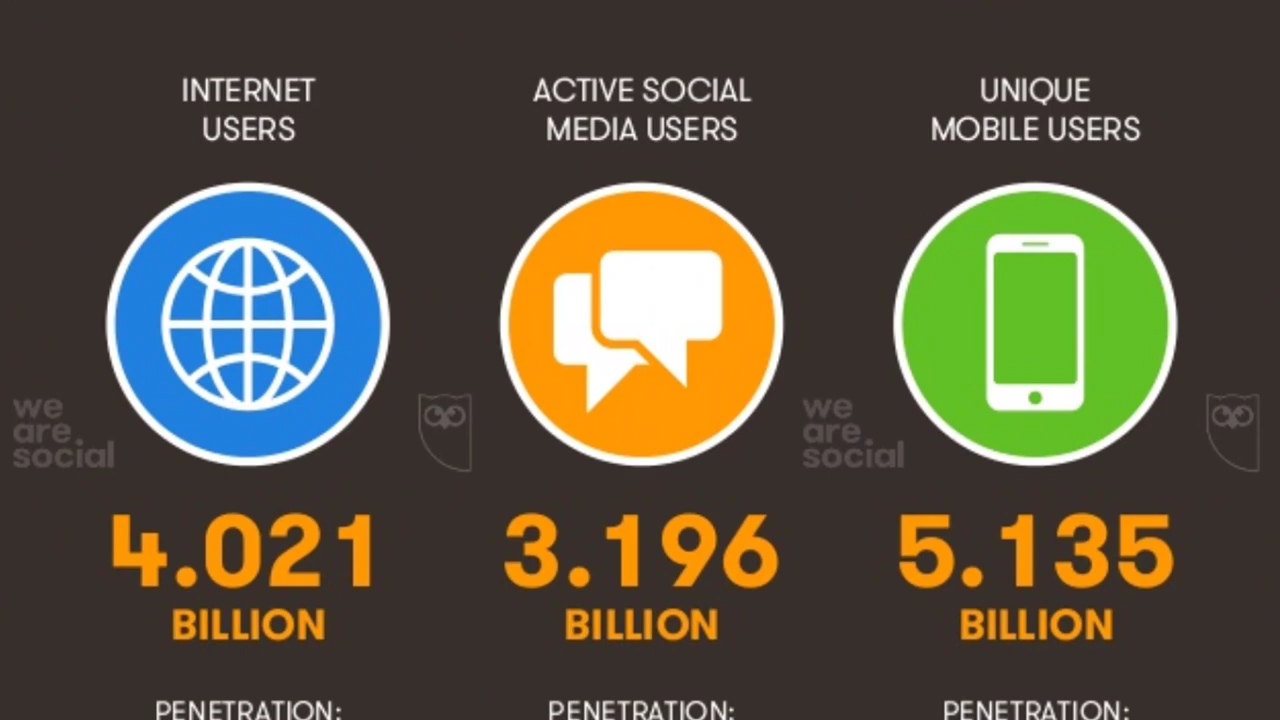 INTERNET
USERS
ACTIVE SOCIAL
MEDIA USERS
UNIQUE
MOBILE USERS
we
are
social
we
are
social
4.021
BILLION
3.196
BILLION
5.135
BILLION
PENETRATION:
PENETRATION:
PENETRATION: